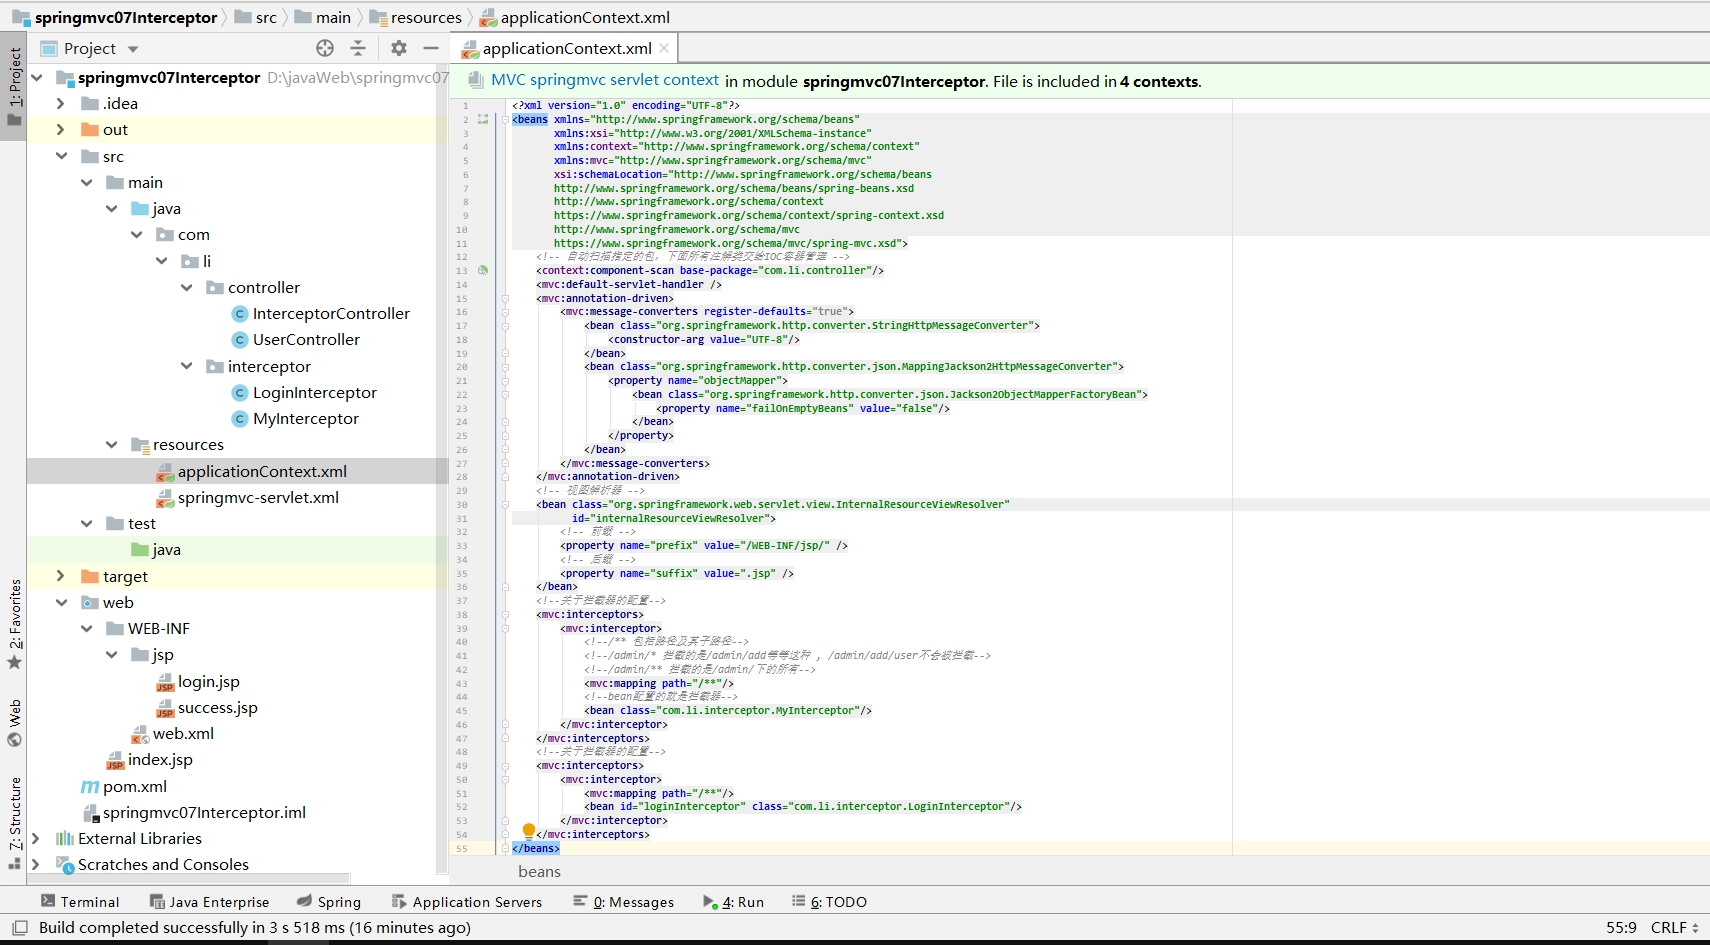 springmvc07Interceptor src main resources applicationContext.xml
1: Project
2: Favorites
Web
7: Structure
Project
springmvc07Interceptor D:\javaWeb\springmvc07
.idea
out
src
main
java
com
li
controller
InterceptorController
UserController
interceptor
LoginInterceptor
MyInterceptor
resources
applicationContext.xml
springmvc-servlet.xml
test
java
target
web
WEB-INF
jsp
login.jsp
success.jsp
web.xml
index.jsp
pom.xml
springmvc07Interceptor.iml
External Libraries
Scratches and Consoles
applicationContext.xml
MVC springmvc servlet context in module springmvc07Interceptor. File is included in 4 contexts.
1 <?xml version="1.0" encoding="UTF-8"?>
2 <beans xmlns="http://www.springframework.org/schema/beans"
3 xmlns:xsi="http://www.w3.org/2001/XMLSchema-instance"
4 xmlns:context="http://www.springframework.org/schema/context"
5 xmlns:mvc="http://www.springframework.org/schema/mvc"
6 xsi:schemaLocation="http://www.springframework.org/schema/beans
7 http://www.springframework.org/schema/beans/spring-beans.xsd
8 http://www.springframework.org/schema/context
9 https://www.springframework.org/schema/context/spring-context.xsd
10 http://www.springframework.org/schema/mvc
11 https://www.springframework.org/schema/mvc/spring-mvc.xsd">
12 <!-- 自动扫描指定的包，下面所有注解类交给IOC容器管理 -->
13 <context:component-scan base-package="com.li.controller"/>
14 <mvc:default-servlet-handler />
15 <mvc:annotation-driven>
16 <mvc:message-converters register-defaults="true">
17 <bean class="org.springframework.http.converter.StringHttpMessageConverter">
18 <constructor-arg value="UTF-8"/>
19 </bean>
20 <bean class="org.springframework.http.converter.json.MappingJackson2HttpMessageConverter">
21 <property name="objectMapper">
22 <bean class="org.springframework.http.converter.json.Jackson2ObjectMapperFactoryBean">
23 <property name="failOnEmptyBeans" value="false"/>
24 </bean>
25 </property>
26 </bean>
27 </mvc:message-converters>
28 </mvc:annotation-driven>
29 <!-- 视图解析器 -->
30 <bean class="org.springframework.web.servlet.view.InternalResourceViewResolver"
31 id="internalResourceViewResolver">
32 <!-- 前缀 -->
33 <property name="prefix" value="/WEB-INF/jsp/" />
34 <!-- 后缀 -->
35 <property name="suffix" value=".jsp" />
36 </bean>
37 <!--关于拦截器的配置-->
38 <mvc:interceptors>
39 <mvc:interceptor>
40 <!--/** 包括路径及其子路径-->
41 <!--/admin/* 拦截的是/admin/add等等这种 , /admin/add/user不会被拦截-->
42 <!--/admin/** 拦截的是/admin/下的所有-->
43 <mvc:mapping path="/**"/>
44 <!--bean配置的就是拦截器-->
45 <bean class="com.li.interceptor.MyInterceptor"/>
46 </mvc:interceptor>
47 </mvc:interceptors>
48 <!--关于拦截器的配置-->
49 <mvc:interceptors>
50 <mvc:interceptor>
51 <mvc:mapping path="/**"/>
52 <bean id="loginInterceptor" class="com.li.interceptor.LoginInterceptor"/>
53 </mvc:interceptor>
54 </mvc:interceptors>
55 </beans>
beans
Terminal Java Enterprise Spring Application Servers 0: Messages 4: Run 6: TODO
Build completed successfully in 3 s 518 ms (16 minutes ago) 55:9 CRLF